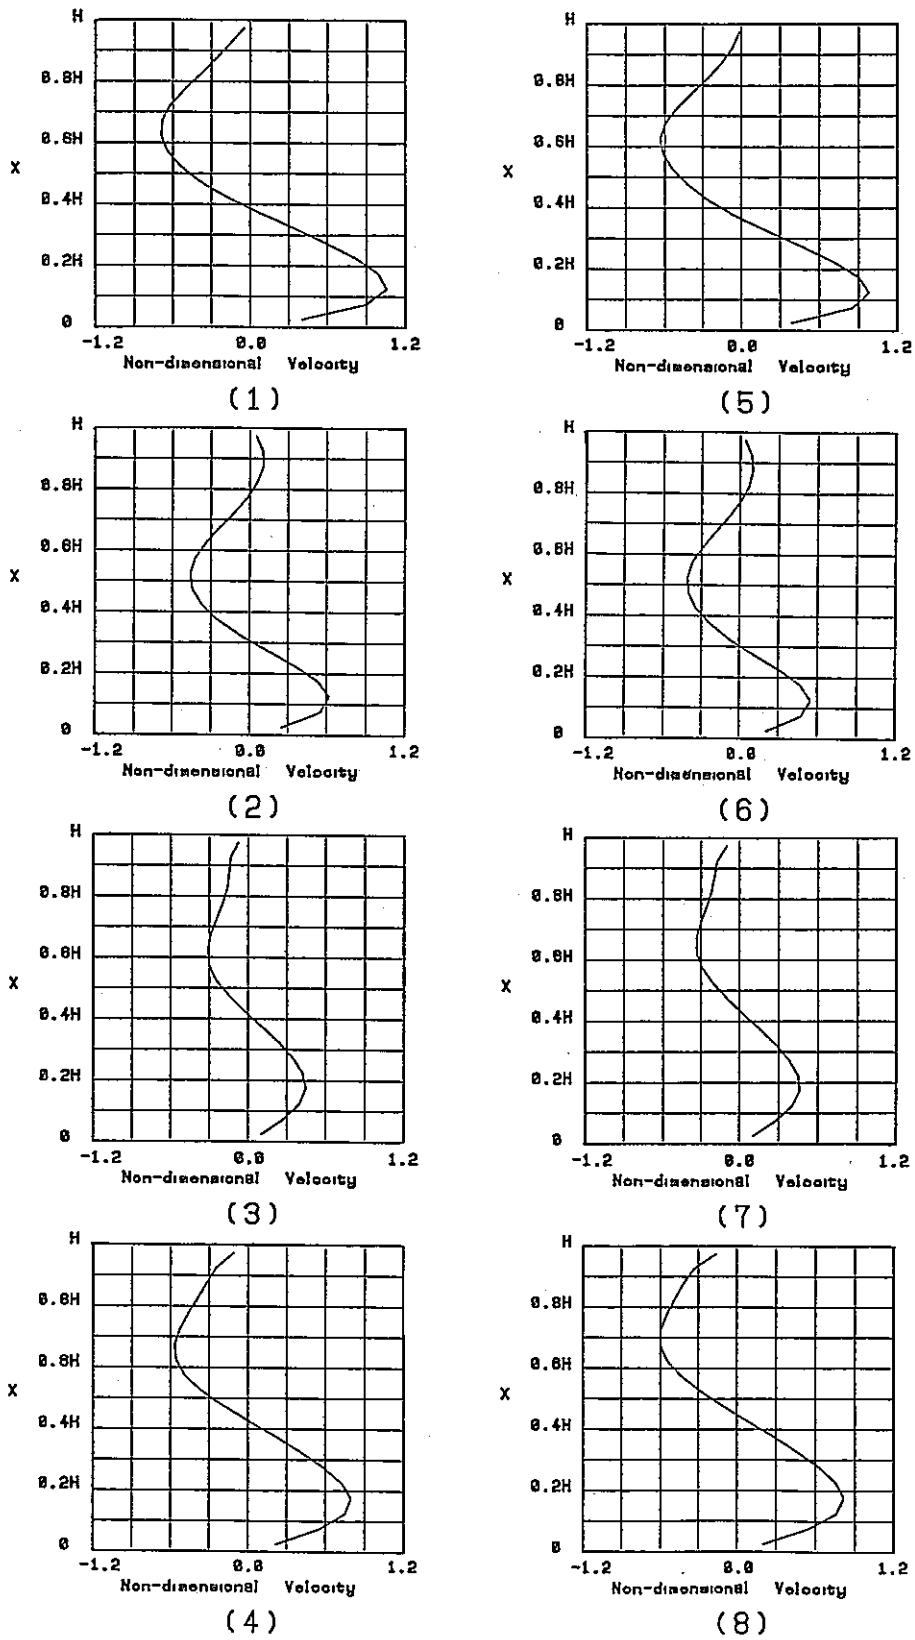 H
0.8H
0.6H
X
0.4H
0.2H
0
-1.2 0.0 1.2
Non-dimensional Velocity
(1)
H
0.8H
0.6H
X
0.4H
0.2H
0
-1.2 0.0 1.2
Non-dimensional Velocity
(5)
H
0.8H
0.6H
X
0.4H
0.2H
0
-1.2 0.0 1.2
Non-dimensional Velocity
(2)
H
0.8H
0.6H
X
0.4H
0.2H
0
-1.2 0.0 1.2
Non-dimensional Velocity
(6)
H
0.8H
0.6H
X
0.4H
0.2H
0
-1.2 0.0 1.2
Non-dimensional Velocity
(3)
H
0.8H
0.6H
X
0.4H
0.2H
0
-1.2 0.0 1.2
Non-dimensional Velocity
(7)
H
0.8H
0.6H
X
0.4H
0.2H
0
-1.2 0.0 1.2
Non-dimensional Velocity
(4)
H
0.8H
0.6H
X
0.4H
0.2H
0
-1.2 0.0 1.2
Non-dimensional Velocity
(8)